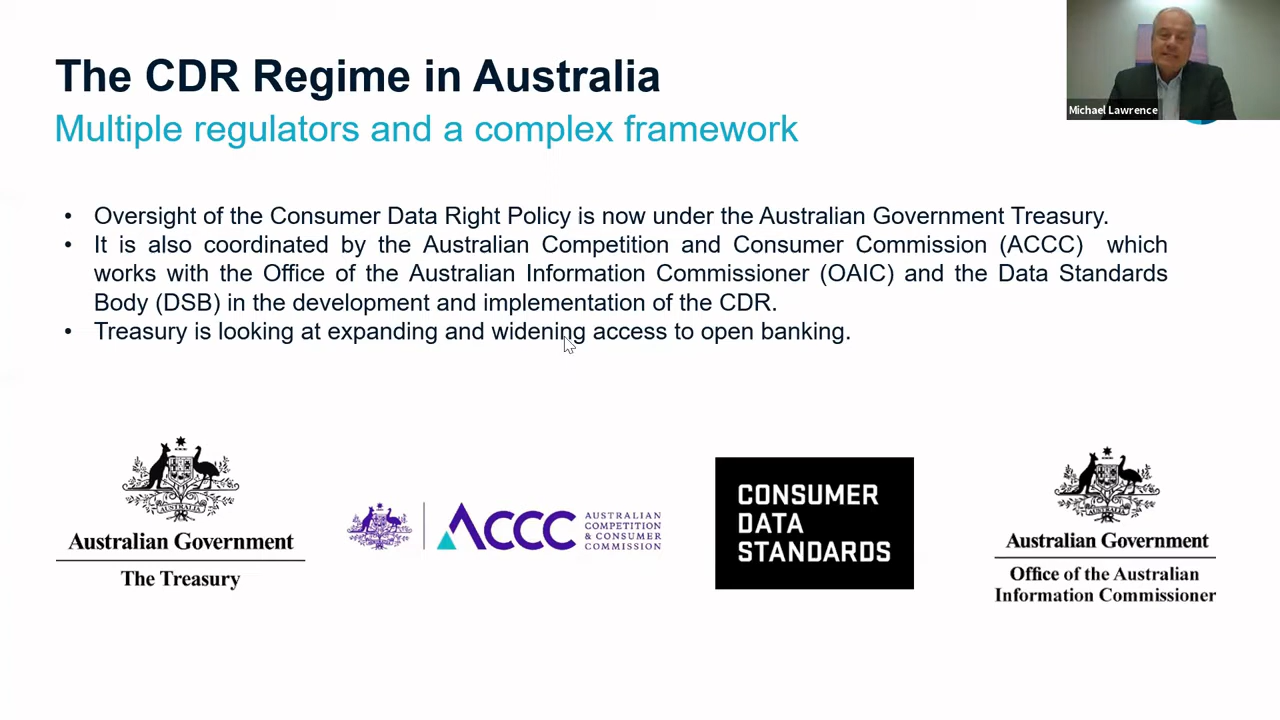 The CDR Regime in Australia
Multiple regulators and a complex framework
Michael Lawrence
• Oversight of the Consumer Data Right Policy is now under the Australian Government Treasury.
• It is also coordinated by the Australian Competition and Consumer Commission (ACCC) which
works with the Office of the Australian Information Commissioner (OAIC) and the Data Standards
Body (DSB) in the development and implementation of the CDR.
• Treasury is looking at expanding and widening access to open banking.
AUSTRALIA
Australian Government
The Treasury
ACCC
AUSTRALIAN
COMPETITION
& CONSUMER
COMMISSION
CONSUMER
DATA
STANDARDS
AUSTRALIA
Australian Government
Office of the Australian
Information Commissioner